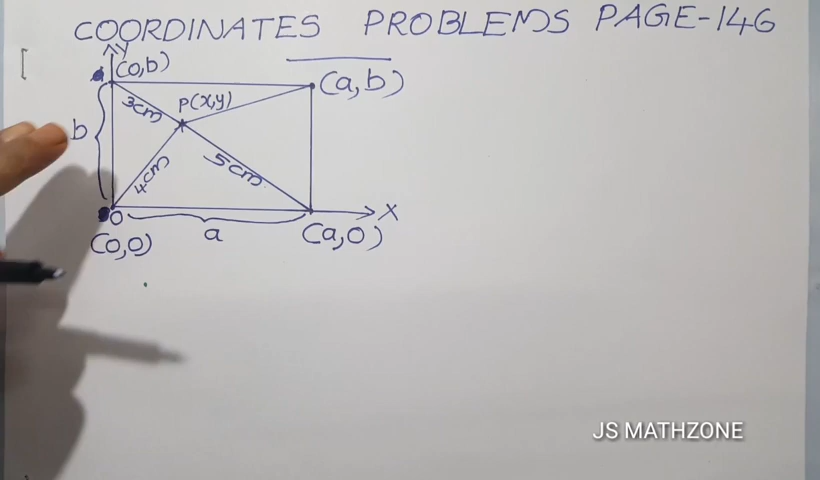 COORDINATES PROBLEMS PAGE-146
[
Y
(0,b)
(a,b)
P(x,y)
3cm
b
4cm
5cm
O
X
a
(0,0)
(a,0)
JS MATHZONE